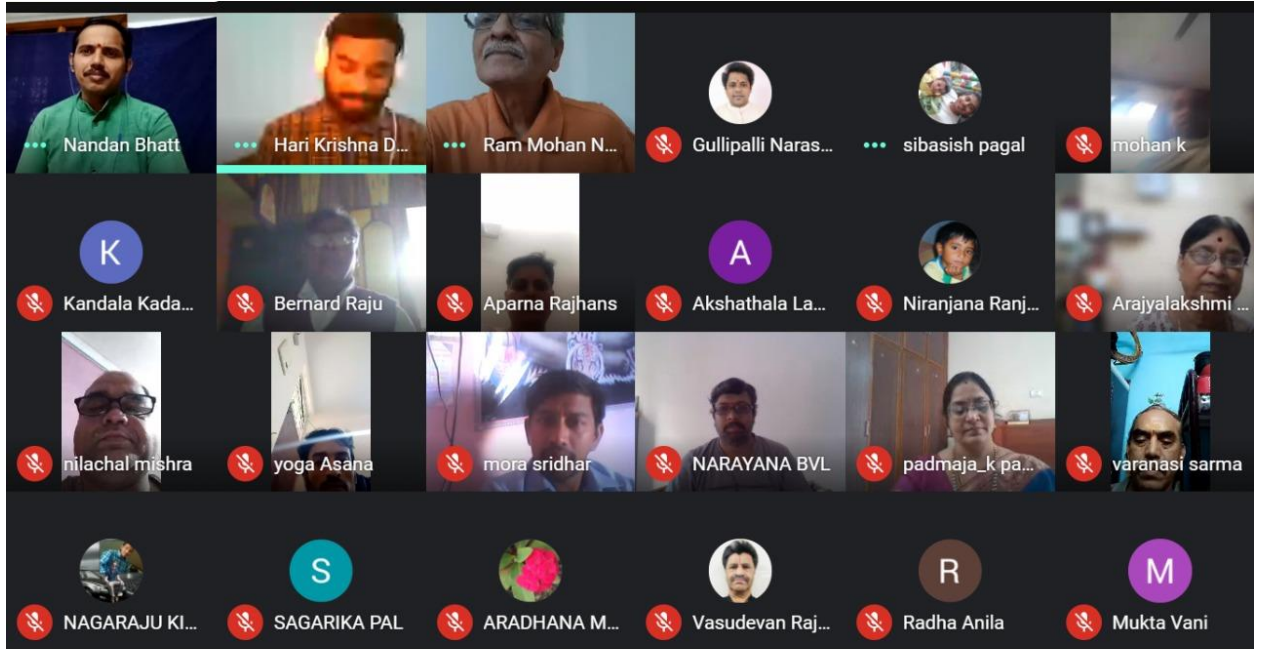 Nandan Bhatt
Hari Krishna D...
Ram Mohan N...
Gullipalli Naras...
sibasish pagal
mohan k
K
Kandala Kada...
Bernard Raju
Aparna Rajhans
A
Akshathala La...
Niranjana Ranj...
Arajyalakshmi ...
nilachal mishra
yoga Asana
mora sridhar
NARAYANA BVL
padmaja_k pa...
varanasi sarma
NAGARAJU KI...
S
SAGARIKA PAL
ARADHANA M...
Vasudevan Raj...
R
Radha Anila
M
Mukta Vani